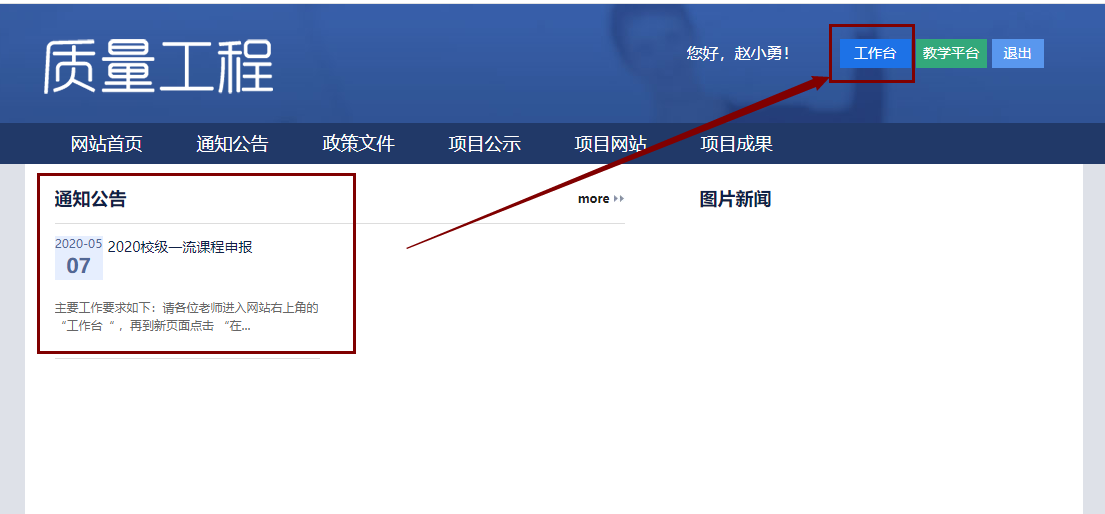 质量工程
您好，赵小勇！
工作台 教学平台 退出
网站首页 通知公告 政策文件 项目公示 项目网站 项目成果
通知公告 more
图片新闻
2020-05
07
2020校级一流课程申报
主要工作要求如下：请各位老师进入网站右上角的
“工作台“ ，再到新页面点击 “在...